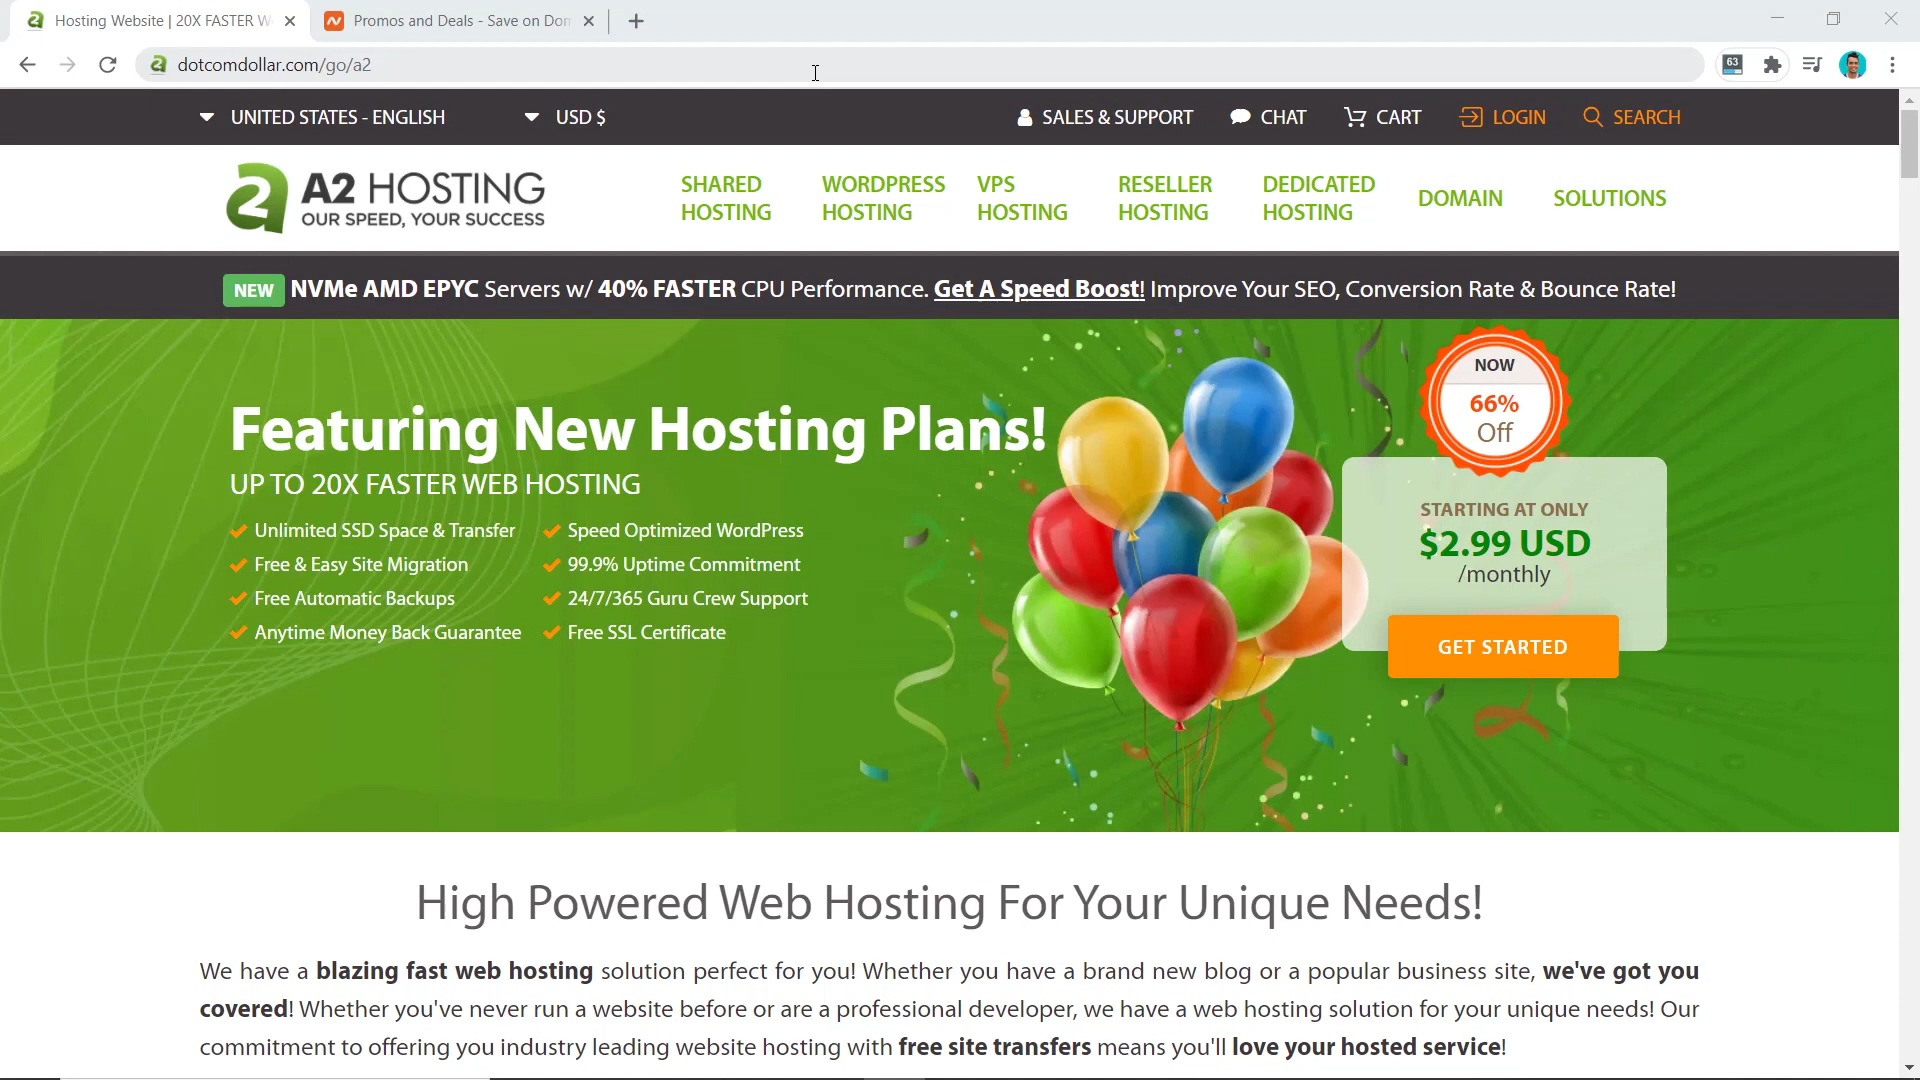 Hosting Website | 20X FASTER W
Promos and Deals - Save on Dom
dotcomdollar.com/go/a2
63
UNITED STATES - ENGLISH
USD $
SALES & SUPPORT
CHAT
CART
LOGIN
SEARCH
A2 HOSTING
OUR SPEED, YOUR SUCCESS
SHARED
HOSTING
WORDPRESS
HOSTING
VPS
HOSTING
RESELLER
HOSTING
DEDICATED
HOSTING
DOMAIN
SOLUTIONS
NEW NVMe AMD EPYC Servers w/ 40% FASTER CPU Performance. Get A Speed Boost! Improve Your SEO, Conversion Rate & Bounce Rate!
Featuring New Hosting Plans!
UP TO 20X FASTER WEB HOSTING
Unlimited SSD Space & Transfer
Speed Optimized WordPress
Free & Easy Site Migration
99.9% Uptime Commitment
Free Automatic Backups
24/7/365 Guru Crew Support
Anytime Money Back Guarantee
Free SSL Certificate
NOW
66%
Off
STARTING AT ONLY
$2.99 USD
/monthly
GET STARTED
High Powered Web Hosting For Your Unique Needs!
We have a blazing fast web hosting solution perfect for you! Whether you have a brand new blog or a popular business site, we've got you
covered! Whether you've never run a website before or are a professional developer, we have a web hosting solution for your unique needs! Our
commitment to offering you industry leading website hosting with free site transfers means you'll love your hosted service!